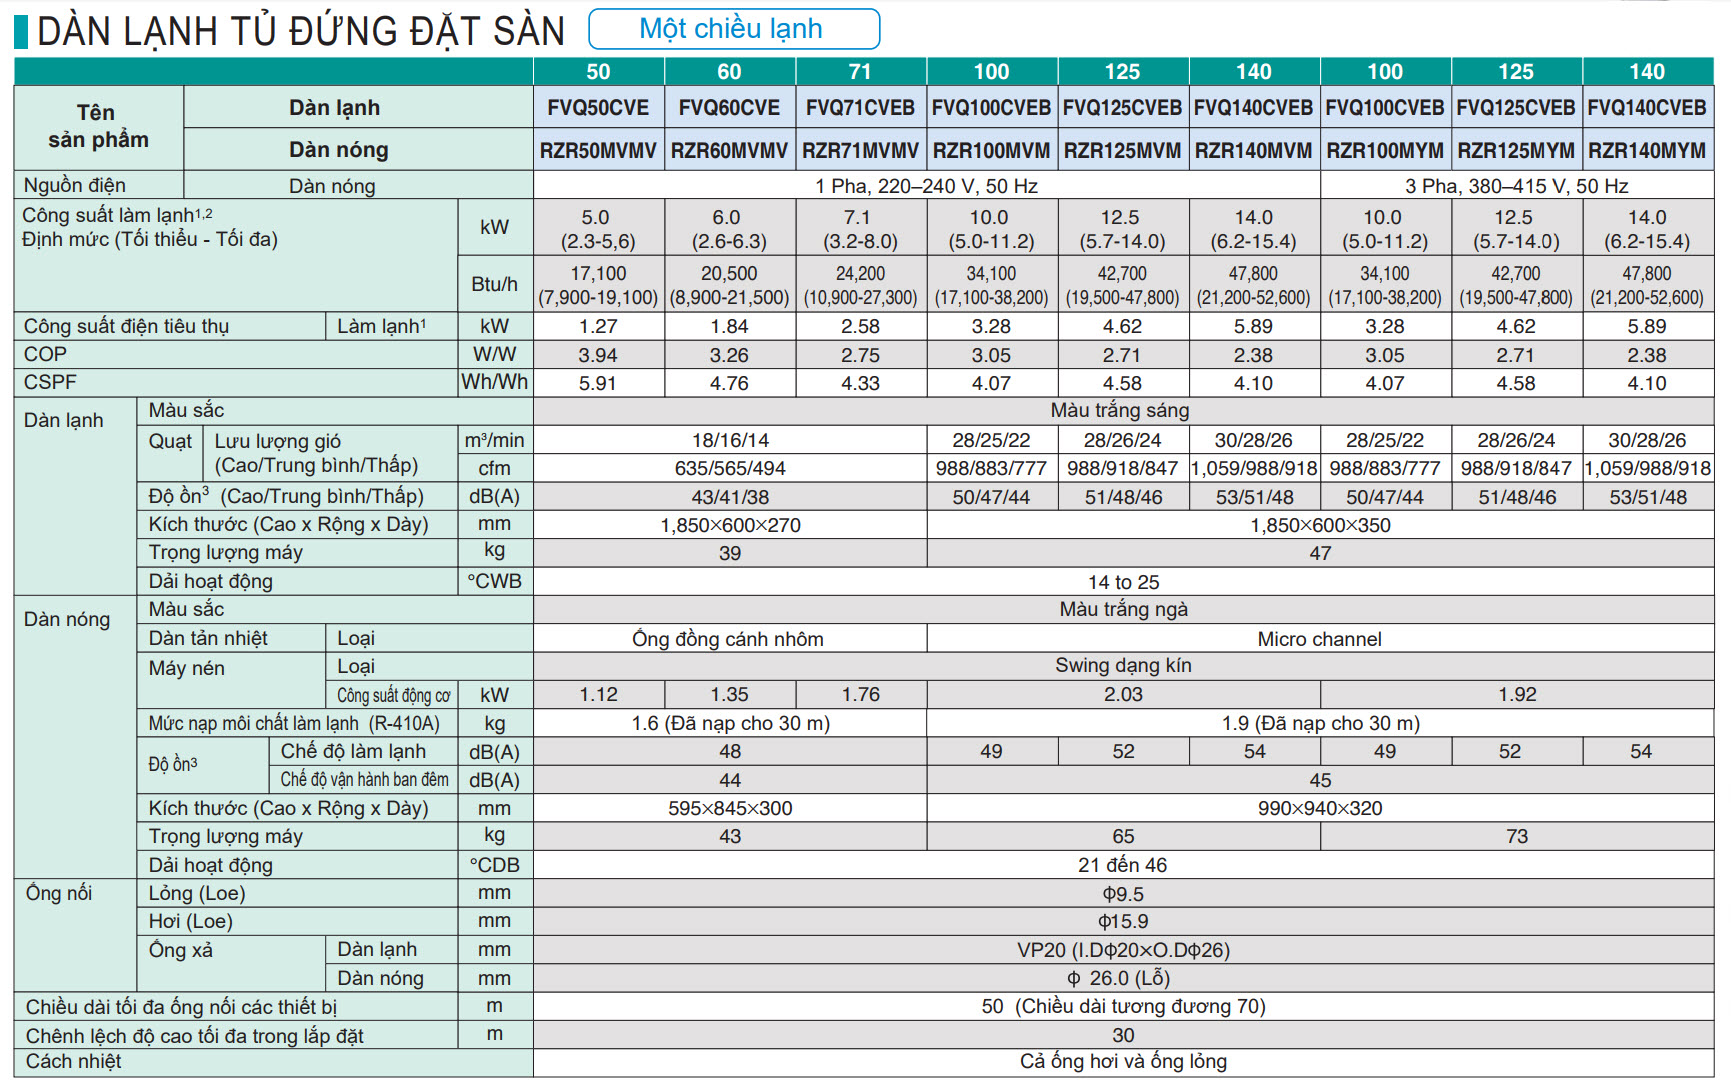 DÀN LẠNH TỦ ĐỨNG ĐẶT SÀN Một chiều lạnh
50 60 71 100 125 140 100 125 140
Tên sản phẩm Dàn lạnh FVQ50CVE FVQ60CVE FVQ71CVEB FVQ100CVEB FVQ125CVEB FVQ140CVEB FVQ100CVEB FVQ125CVEB FVQ140CVEB
Dàn nóng RZR50MVMV RZR60MVMV RZR71MVMV RZR100MVM RZR125MVM RZR140MVM RZR100MYM RZR125MYM RZR140MYM
Nguồn điện Dàn nóng 1 Pha, 220–240 V, 50 Hz 3 Pha, 380–415 V, 50 Hz
Công suất làm lạnh1,2 kW 5.0 6.0 7.1 10.0 12.5 14.0 10.0 12.5 14.0
Định mức (Tối thiểu - Tối đa) (2.3-5,6) (2.6-6.3) (3.2-8.0) (5.0-11.2) (5.7-14.0) (6.2-15.4) (5.0-11.2) (5.7-14.0) (6.2-15.4)
Btu/h 17,100 20,500 24,200 34,100 42,700 47,800 34,100 42,700 47,800
(7,900-19,100) (8,900-21,500) (10,900-27,300) (17,100-38,200) (19,500-47,800) (21,200-52,600) (17,100-38,200) (19,500-47,800) (21,200-52,600)
Công suất điện tiêu thụ Làm lạnh1 kW 1.27 1.84 2.58 3.28 4.62 5.89 3.28 4.62 5.89
COP W/W 3.94 3.26 2.75 3.05 2.71 2.38 3.05 2.71 2.38
CSPF Wh/Wh 5.91 4.76 4.33 4.07 4.58 4.10 4.07 4.58 4.10
Dàn lạnh Màu sắc Màu trắng sáng
Quạt Lưu lượng gió m³/min 18/16/14 28/25/22 28/26/24 30/28/26 28/25/22 28/26/24 30/28/26
(Cao/Trung bình/Thấp) cfm 635/565/494 988/883/777 988/918/847 1,059/988/918 988/883/777 988/918/847 1,059/988/918
Độ ồn3 (Cao/Trung bình/Thấp) dB(A) 43/41/38 50/47/44 51/48/46 53/51/48 50/47/44 51/48/46 53/51/48
Kích thước (Cao x Rộng x Dày) mm 1,850×600×270 1,850×600×350
Trọng lượng máy kg 39 47
Dải hoạt động °CWB 14 to 25
Dàn nóng Màu sắc Màu trắng ngà
Dàn tản nhiệt Loại Ống đồng cánh nhôm Micro channel
Máy nén Loại Swing dạng kín
Công suất động cơ kW 1.12 1.35 1.76 2.03 1.92
Mức nạp môi chất làm lạnh (R-410A) kg 1.6 (Đã nạp cho 30 m) 1.9 (Đã nạp cho 30 m)
Độ ồn3 Chế độ làm lạnh dB(A) 48 49 52 54 49 52 54
Chế độ vận hành ban đêm dB(A) 44 45
Kích thước (Cao x Rộng x Dày) mm 595×845×300 990×940×320
Trọng lượng máy kg 43 65 73
Dải hoạt động °CDB 21 đến 46
Ống nối Lỏng (Loe) mm ϕ9.5
Hơi (Loe) mm ϕ15.9
Ống xả Dàn lạnh mm VP20 (I.Dϕ20×O.Dϕ26)
Dàn nóng mm ϕ 26.0 (Lỗ)
Chiều dài tối đa ống nối các thiết bị m 50 (Chiều dài tương đương 70)
Chênh lệch độ cao tối đa trong lắp đặt m 30
Cách nhiệt Cả ống hơi và ống lỏng